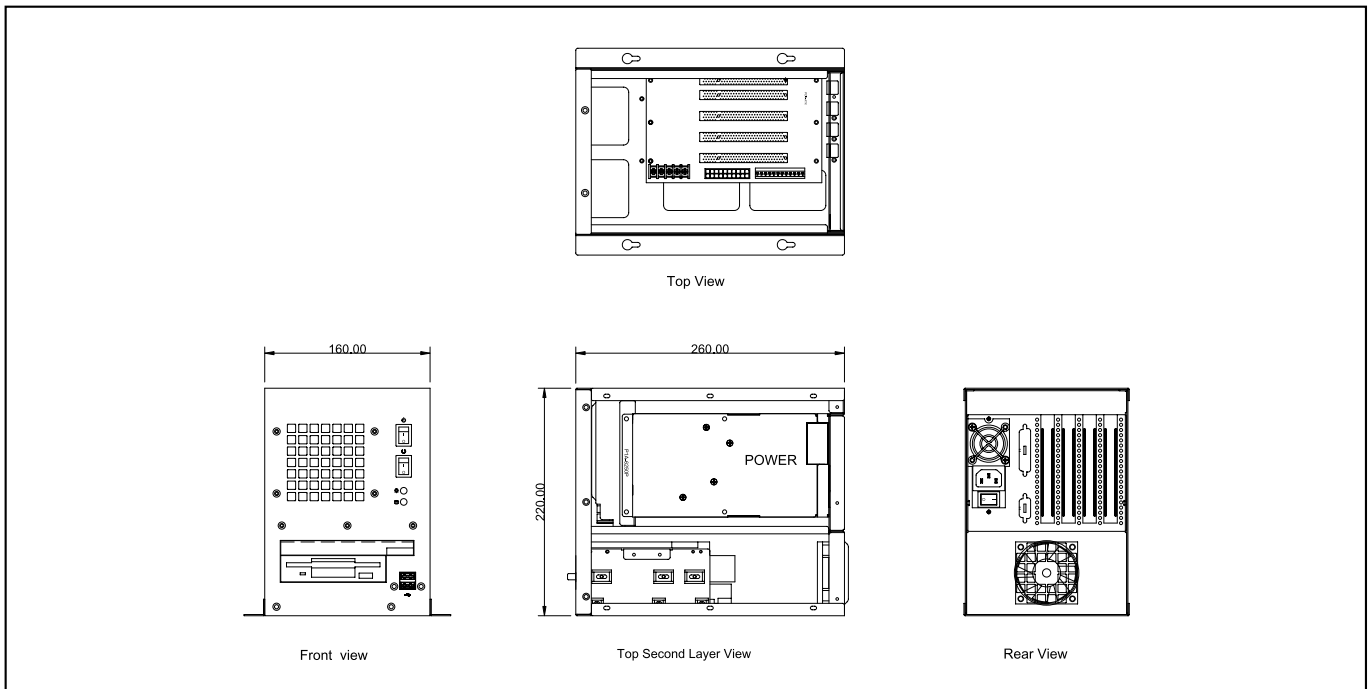 Top View
160.00
260.00
220.00
POWER
Front view
Top Second Layer View
Rear View